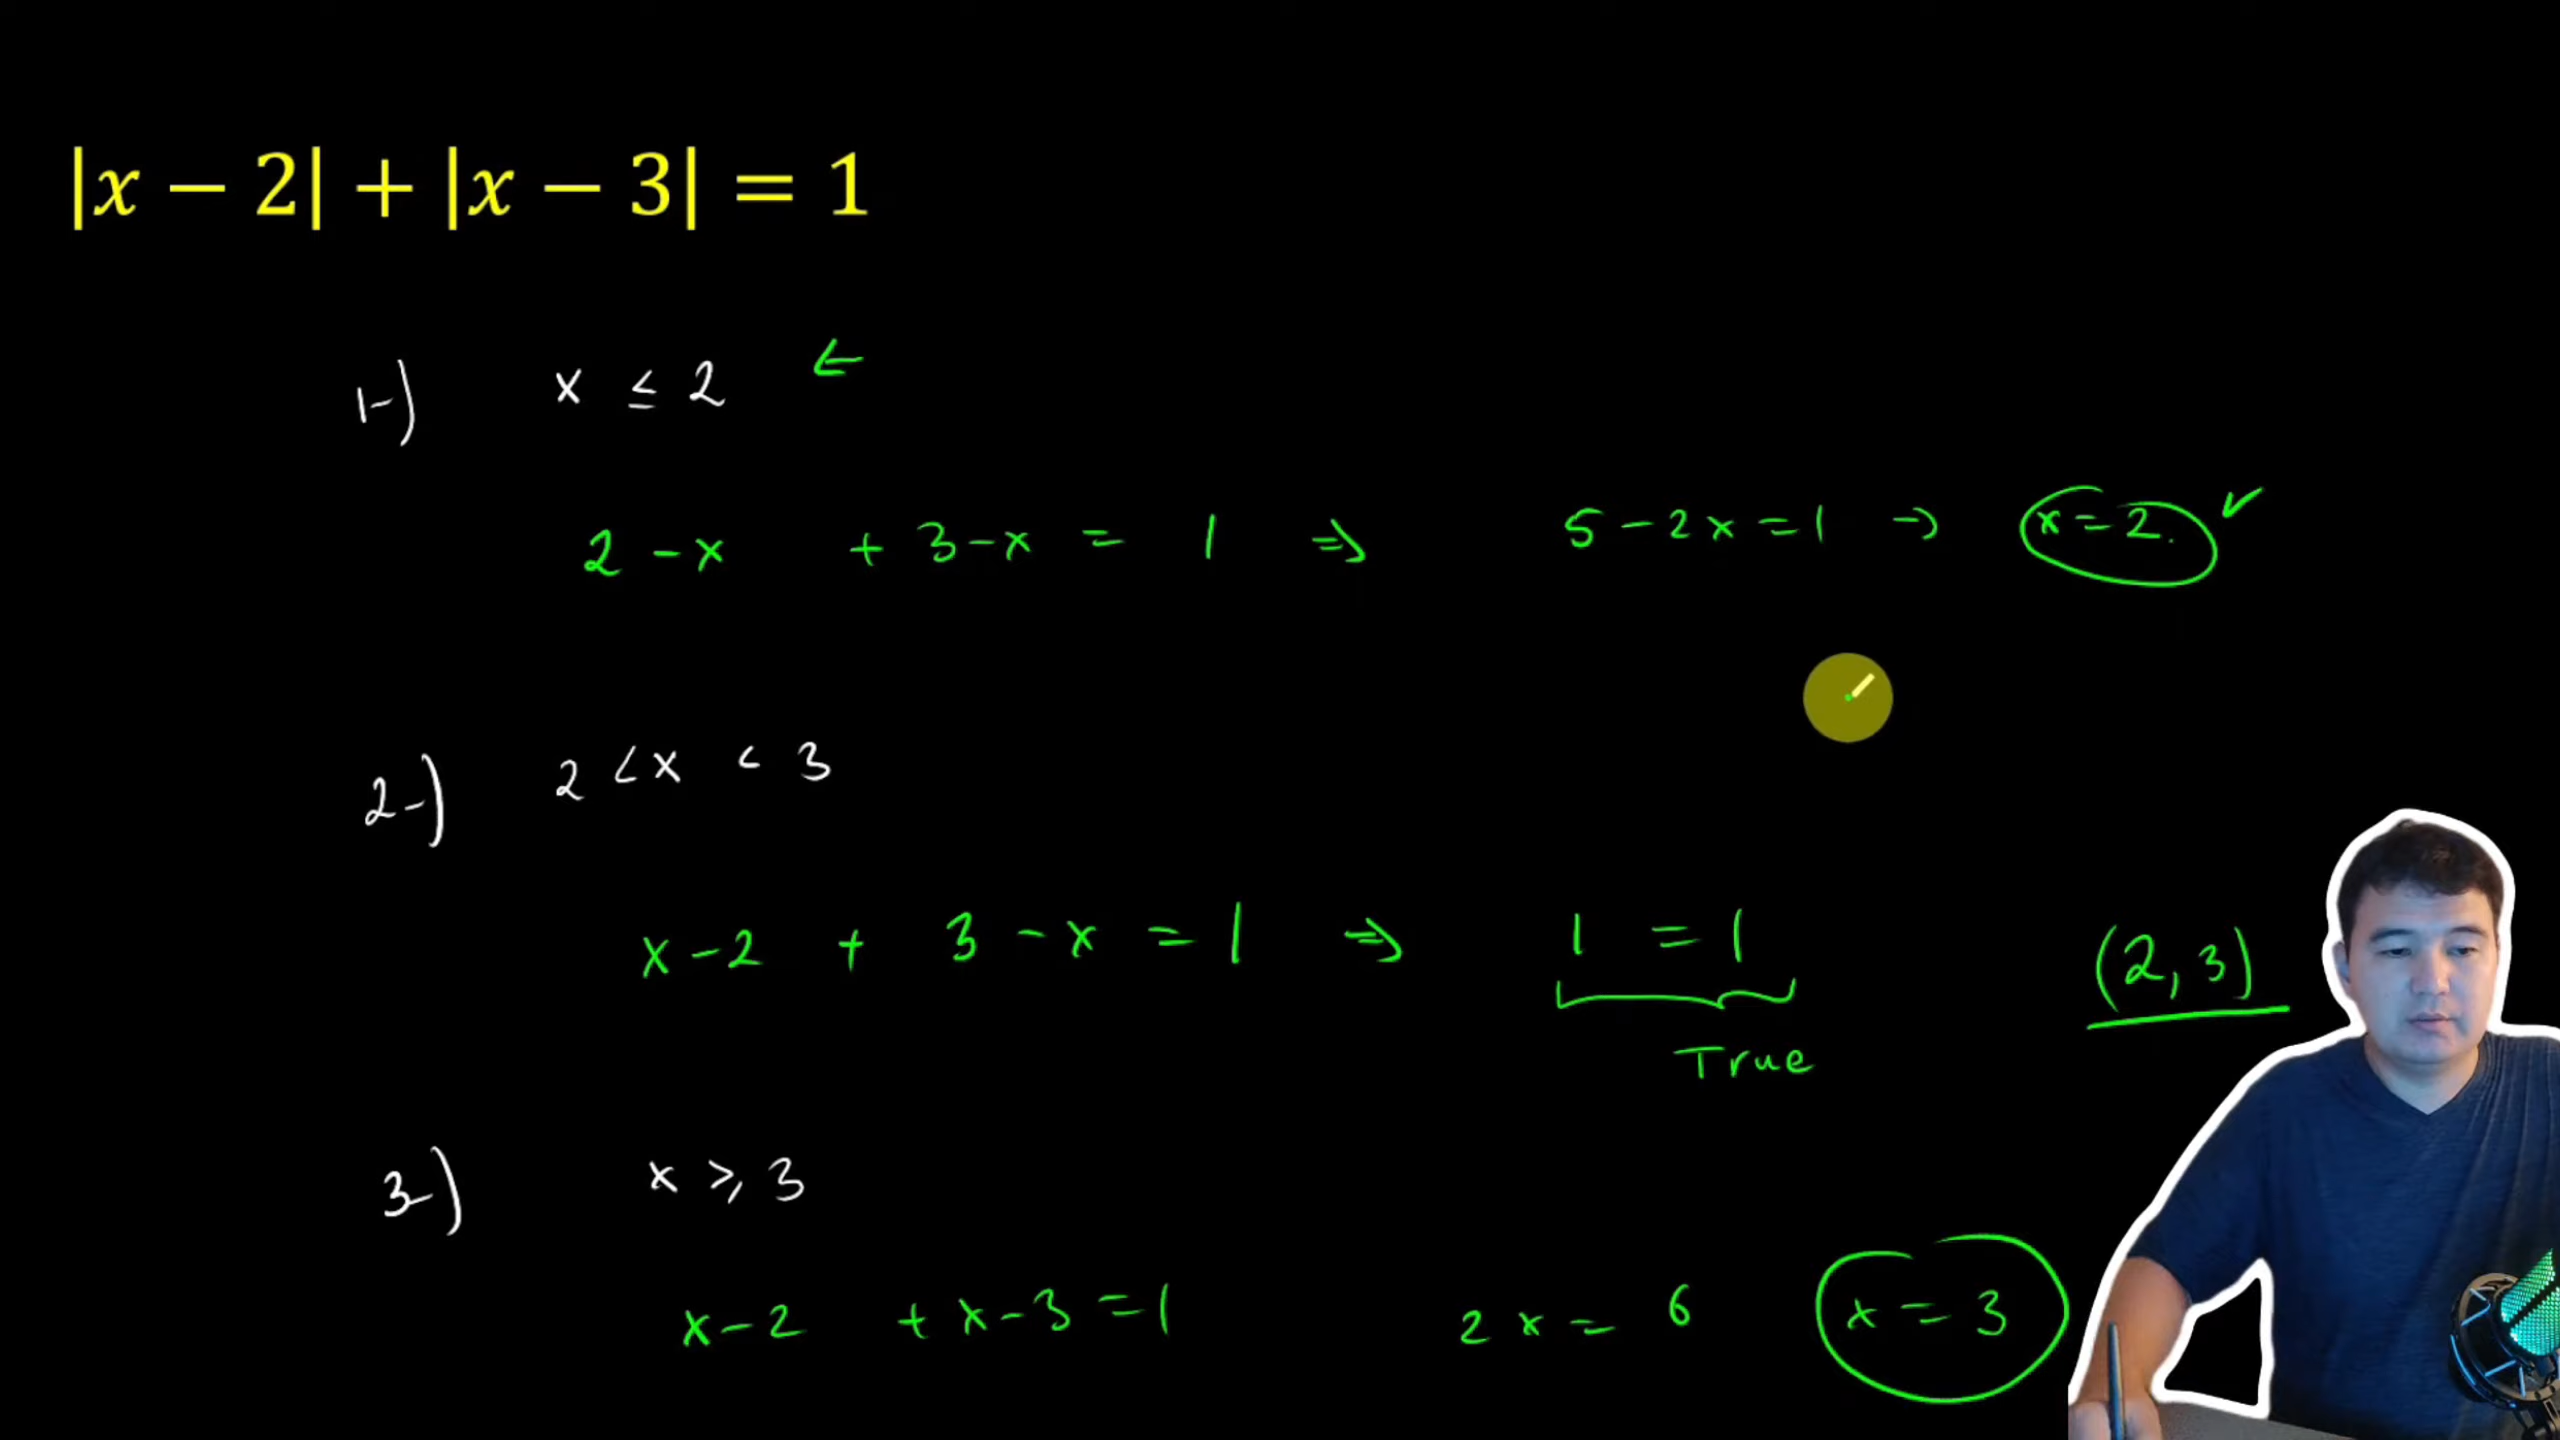 |x − 2| + |x − 3| = 1
1-) x ≤ 2 ←
2 - x + 3 - x = 1 ⇒ 5 - 2x = 1 → x = 2. ✓
2-) 2 < x < 3
x - 2 + 3 - x = 1 ⇒ 1 = 1 (2, 3)
True
3-) x ⩾ 3
x - 2 + x - 3 = 1 2x = 6 x = 3